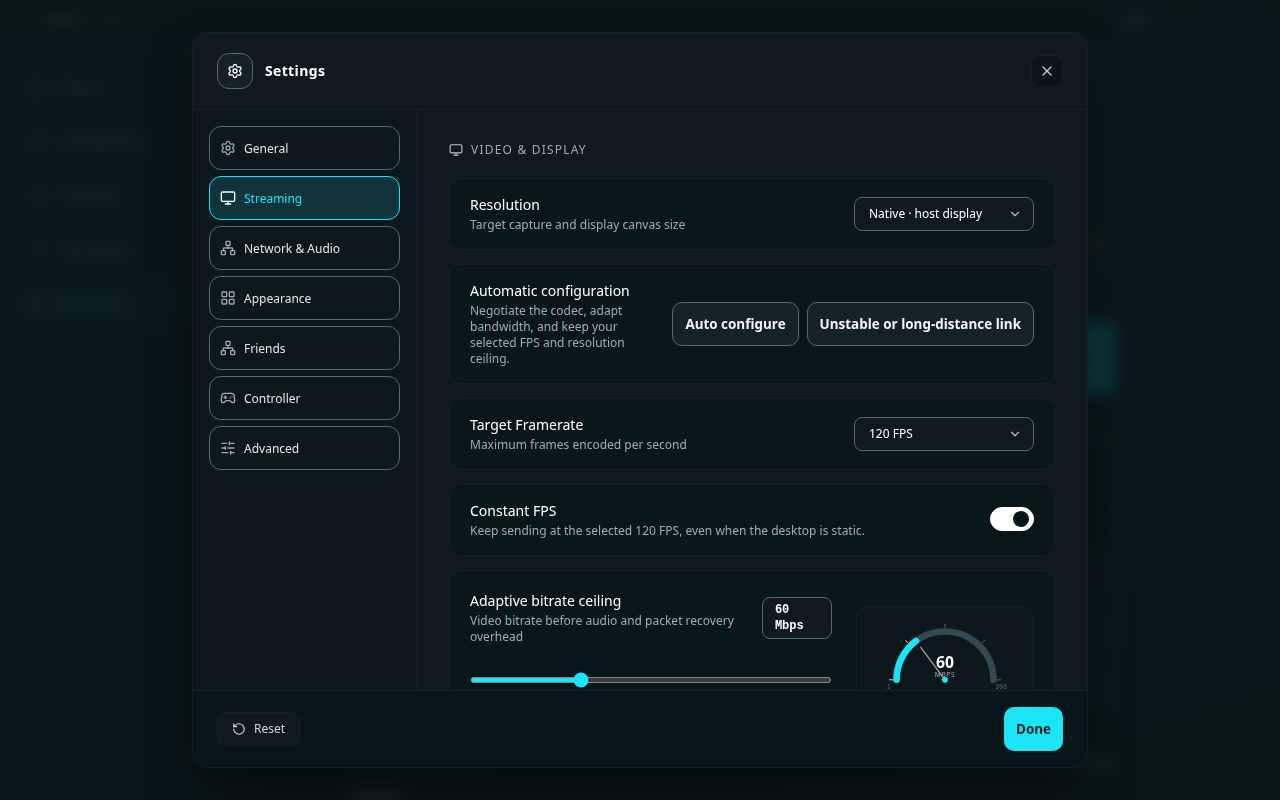 Settings
General
Streaming
Network & Audio
Appearance
Friends
Controller
Advanced
VIDEO & DISPLAY
Resolution
Target capture and display canvas size
Native · host display
Automatic configuration
Negotiate the codec, adapt
bandwidth, and keep your
selected FPS and resolution
ceiling.
Auto configure
Unstable or long-distance link
Target Framerate
Maximum frames encoded per second
120 FPS
Constant FPS
Keep sending at the selected 120 FPS, even when the desktop is static.
Adaptive bitrate ceiling
Video bitrate before audio and packet recovery
overhead
60
Mbps
60
MBPS
1
200
Reset
Done